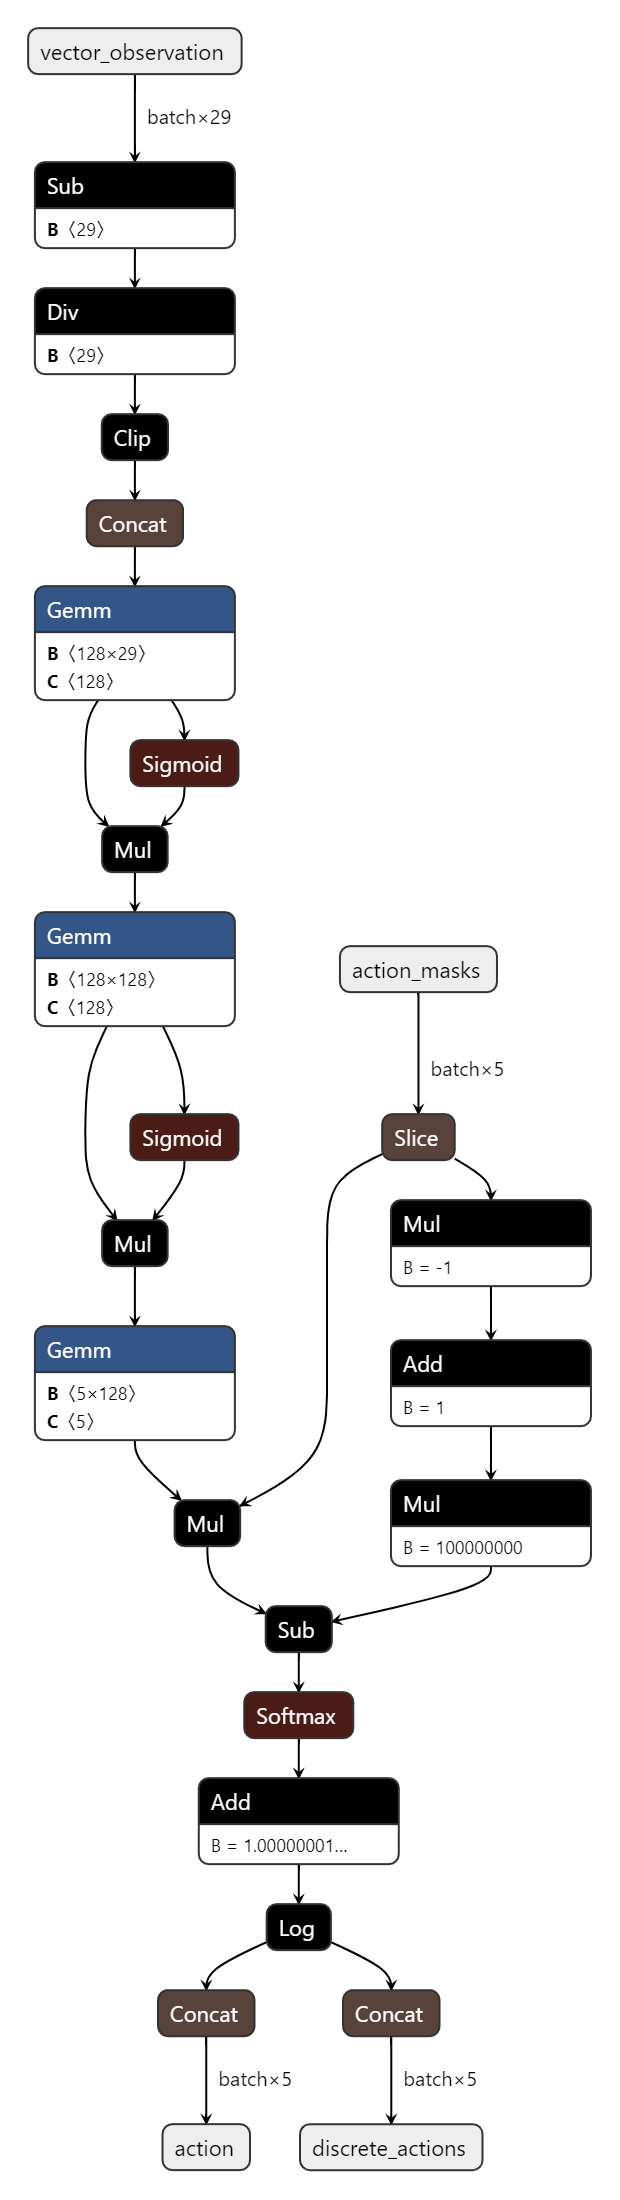 vector_observation
batch×29
Sub
B 〈29〉
Div
B 〈29〉
Clip
Concat
Gemm
B 〈128×29〉
C 〈128〉
Sigmoid
Mul
Gemm
B 〈128×128〉
C 〈128〉
action_masks
batch×5
Sigmoid
Slice
Mul
B = -1
Mul
Gemm
B 〈5×128〉
C 〈5〉
Add
B = 1
Mul
Mul
B = 100000000
Sub
Softmax
Add
B = 1.00000001…
Log
Concat
Concat
batch×5
batch×5
action
discrete_actions